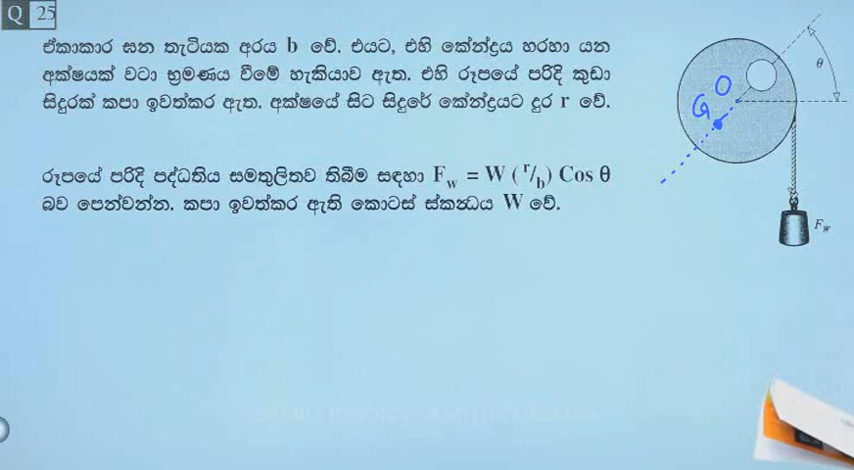 Q 25
ඒකාකාර ඝන තැටියක අරය b වේ. එයට, එහි කේන්ද්‍රය හරහා යන
අක්ෂයක් වටා භ්‍රමණය වීමේ හැකියාව ඇත. එහි රූපයේ පරිදි කුඩා
සිදුරක් කපා ඉවත්කර ඇත. අක්ෂයේ සිට සිදුරේ කේන්ද්‍රයට දුර r වේ.
රූපයේ පරිදි පද්ධතිය සමතුලිතව තිබීම සඳහා F_w = W (r/b) Cos θ
බව පෙන්වන්න. කපා ඉවත්කර ඇති කොටස් ස්කන්ධය W වේ.
θ
O
G
F_W